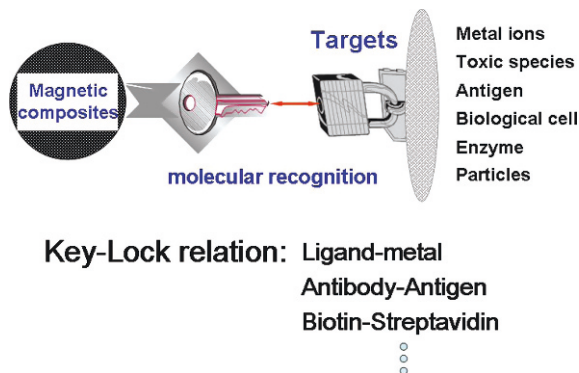 Targets
Metal ions
Toxic species
Antigen
Biological cell
Enzyme
Particles
Magnetic
composites
molecular recognition
Key-Lock relation:
Ligand-metal
Antibody-Antigen
Biotin-Streptavidin